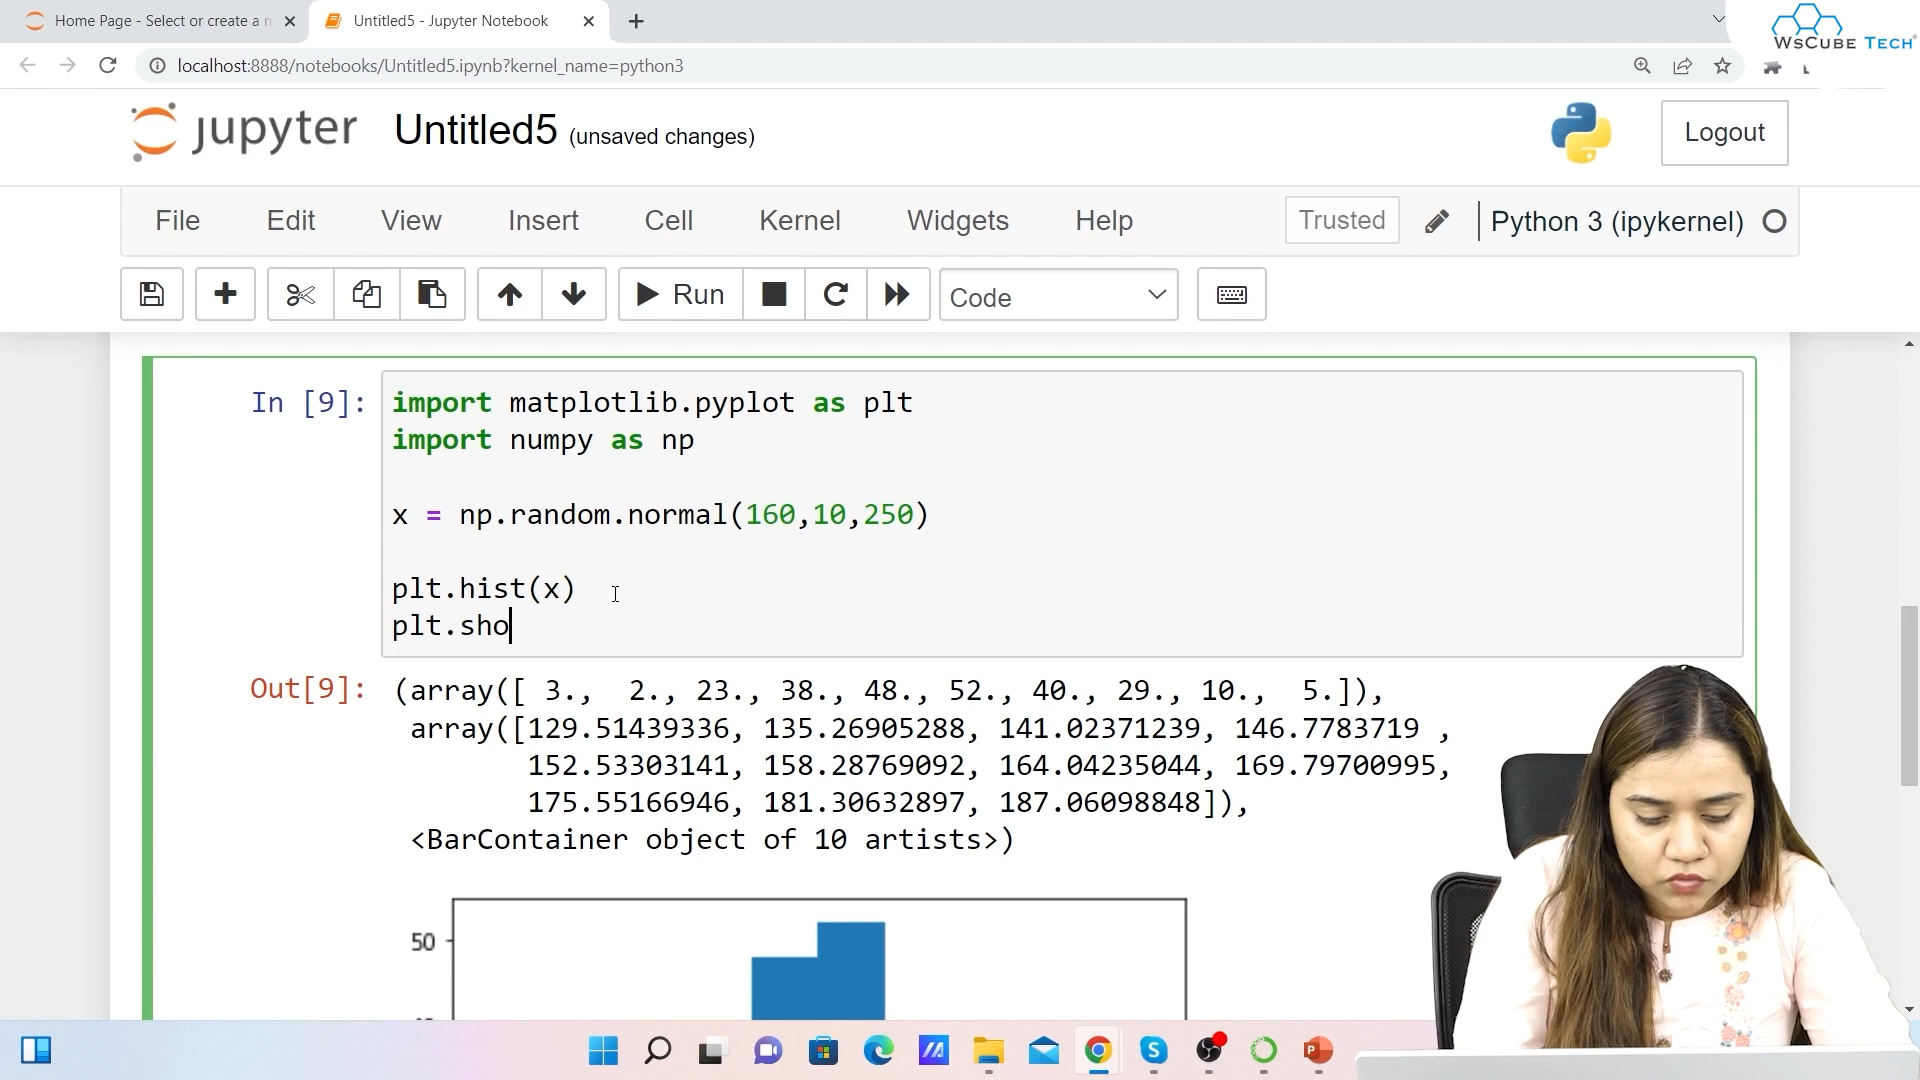 Home Page - Select or create a n
Untitled5 - Jupyter Notebook
WSCUBE TECH
localhost:8888/notebooks/Untitled5.ipynb?kernel_name=python3
jupyter
Untitled5 (unsaved changes)
Logout
File Edit View Insert Cell Kernel Widgets Help
Trusted
Python 3 (ipykernel)
Run
Code
In [9]:
import matplotlib.pyplot as plt
import numpy as np
x = np.random.normal(160,10,250)
plt.hist(x)
plt.sho
Out[9]:
(array([ 3.,  2., 23., 38., 48., 52., 40., 29., 10.,  5.]),
array([129.51439336, 135.26905288, 141.02371239, 146.7783719 ,
152.53303141, 158.28769092, 164.04235044, 169.79700995,
175.55166946, 181.30632897, 187.06098848]),
<BarContainer object of 10 artists>)
50